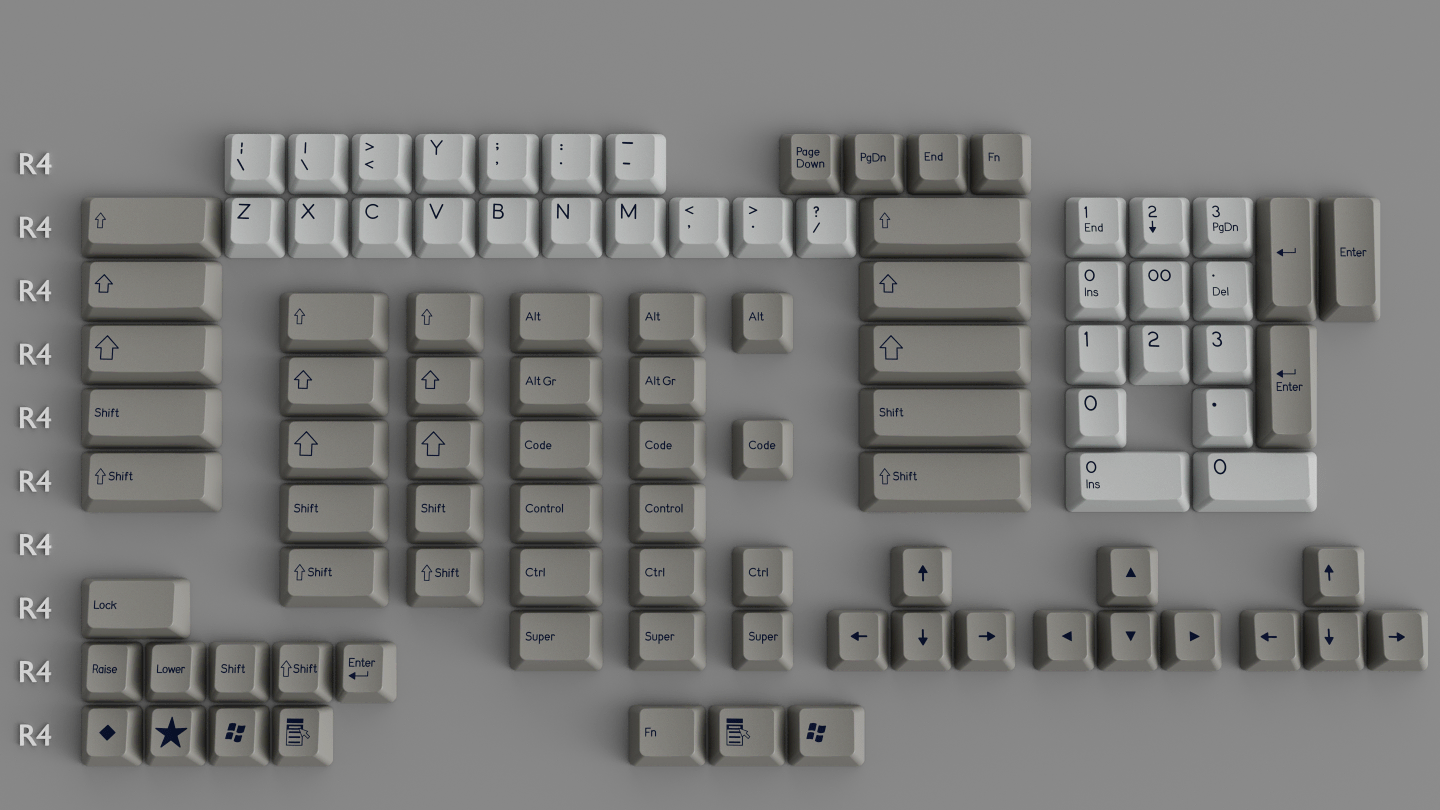 R4
¦ \
| \
> <
Y
; ,
: .
_ -
Page
Down
PgDn
End
Fn
R4
Z
X
C
V
B
N
M
< ,
> .
? /
1
End
2
↓
3
PgDn
Enter
R4
0
Ins
00
.
Del
Alt
Alt
Alt
R4
1
2
3
Enter
Alt Gr
Alt Gr
R4
Shift
Shift
0
.
Code
Code
Code
R4
Shift
Shift
0
Ins
0
Shift
Shift
Control
Control
R4
Shift
Shift
Ctrl
Ctrl
Ctrl
R4
Lock
Super
Super
Super
R4
Raise
Lower
Shift
Shift
Enter
R4
Fn